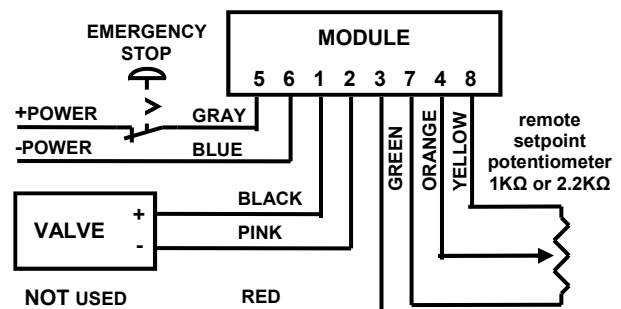 EMERGENCY
STOP
MODULE
5 6 1 2 3 7 4 8
+POWER
GRAY
-POWER
BLUE
GREEN
ORANGE
YELLOW
remote
setpoint
potentiometer
1KΩ or 2.2KΩ
BLACK
VALVE
+
-
PINK
NOT USED
RED